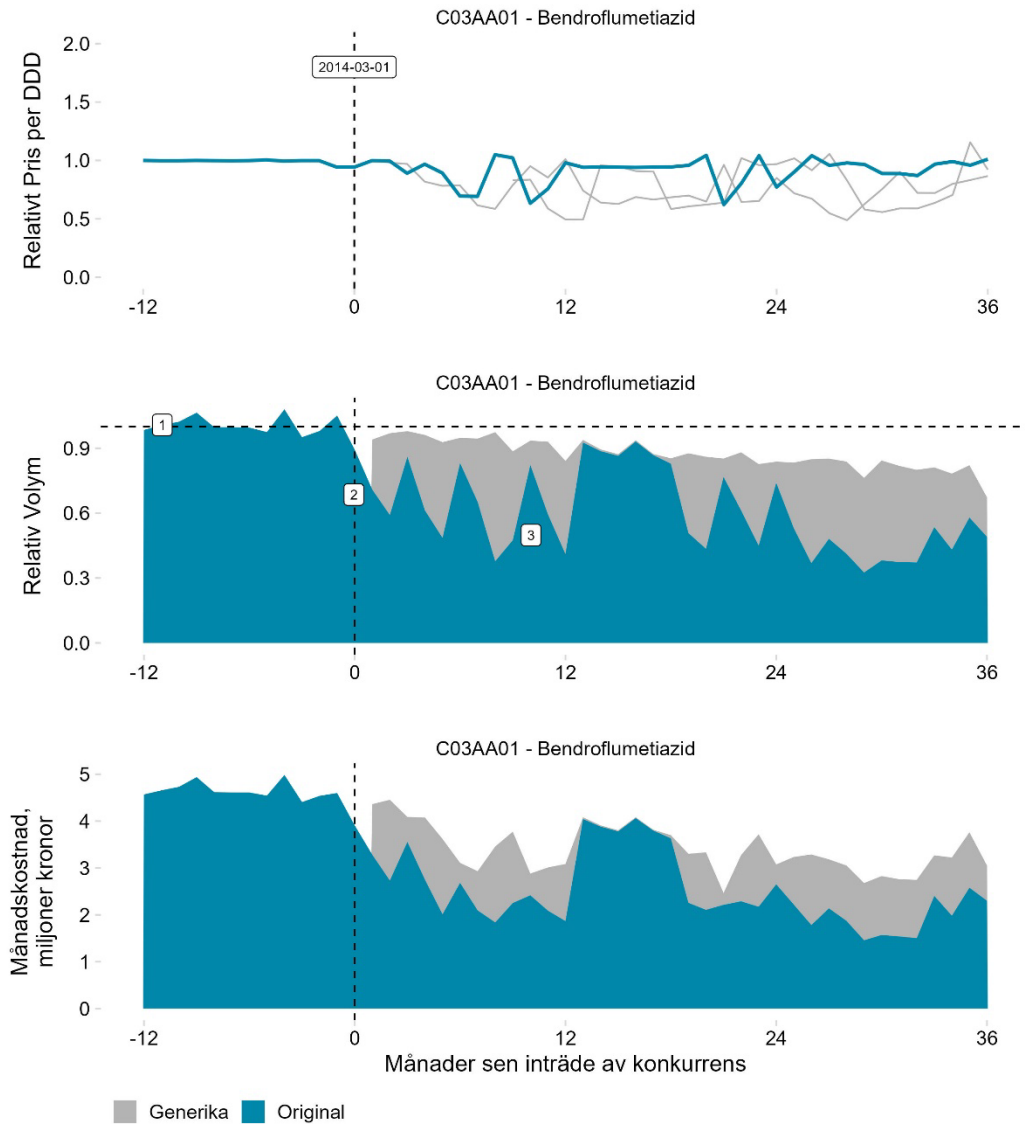 C03AA01 - Bendroflumetiazid
Relativt Pris per DDD
2.0
1.5
1.0
0.5
0.0
2014-03-01
-12 0 12 24 36
C03AA01 - Bendroflumetiazid
Relativ Volym
0.9
0.6
0.3
0.0
1
2
3
-12 0 12 24 36
C03AA01 - Bendroflumetiazid
Månadskostnad,
miljoner kronor
5
4
3
2
1
0
-12 0 12 24 36
Månader sen inträde av konkurrens
Generika Original